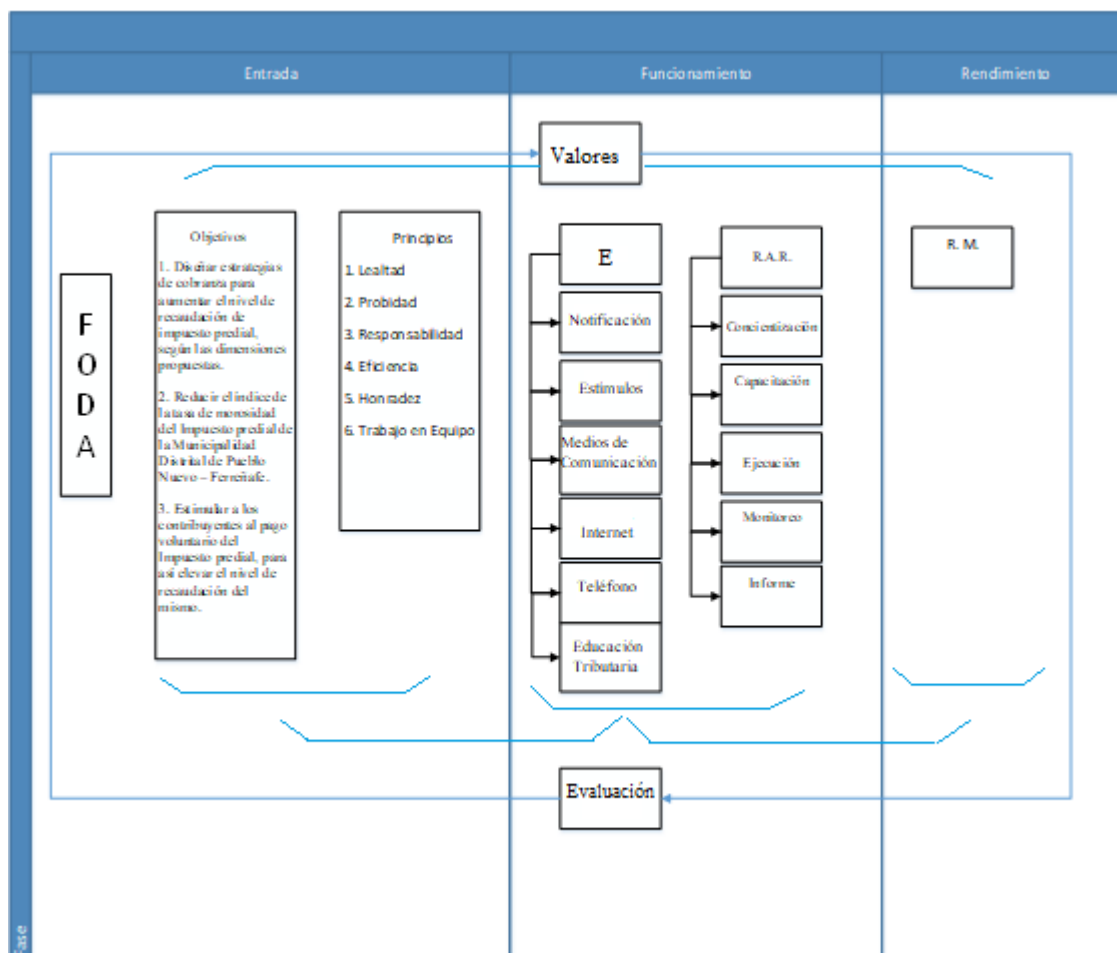 Entrada
Funcionamiento
Rendimiento
Valores
F
O
D
A
Objetivos
1. Diseñar estrategias
de cobranza para
aumentar el nivel de
recaudación de
impuesto predial,
según las dimensiones
propuestas.
2. Reducir el índice de
la tasa de morosidad
del Impuesto predial de
la Municipalidad
Distrital de Pueblo
Nuevo – Ferreñafe.
3. Estimular a los
contribuyentes al pago
voluntario del
Impuesto predial, para
así elevar el nivel de
recaudación del
mismo.
Principios
1. Lealtad
2. Probidad
3. Responsabilidad
4. Eficiencia
5. Honradez
6. Trabajo en Equipo
E
Notificación
Estímulos
Medios de
Comunicación
Internet
Teléfono
Educación
Tributaria
R.A.R.
Concientización
Capacitación
Ejecución
Monitoreo
Informe
R. M.
Evaluación
Fase